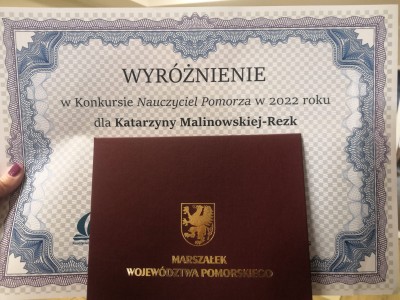 WYRÓŻNIENIE
w Konkursie Nauczyciel Pomorza w 2022 roku
dla Katarzyny Malinowskiej-Rezk
MARSZAŁEK
WOJEWÓDZTWA POMORSKIEGO